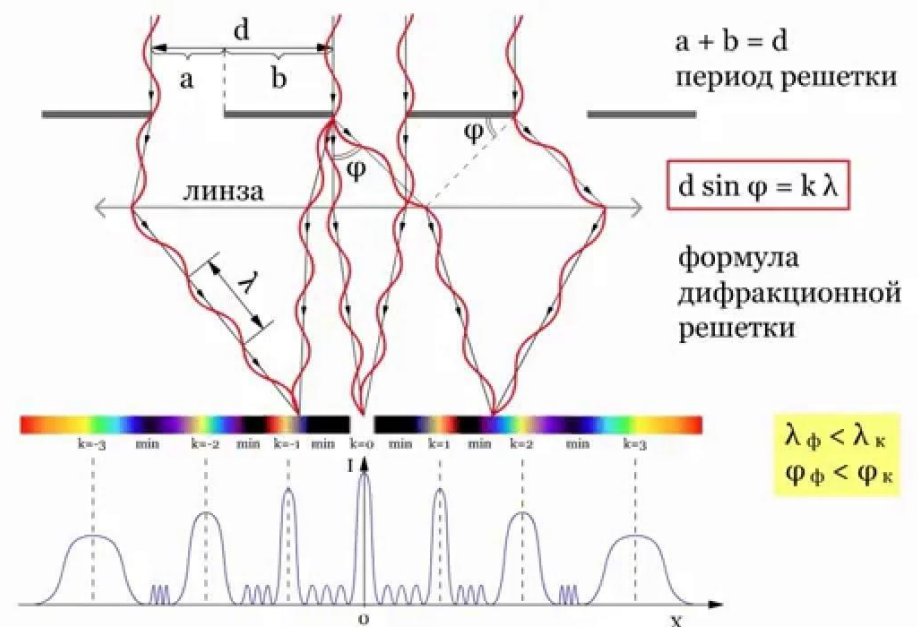 d
a
b
a + b = d
период решетки
φ
φ
линза
d sin φ = k λ
λ
формула
дифракционной
решетки
k=-3 min k=-2 min k=-1 min k=0 min k=1 min k=2 min k=3
λ ф < λ к
φ ф < φ к
I
0
x